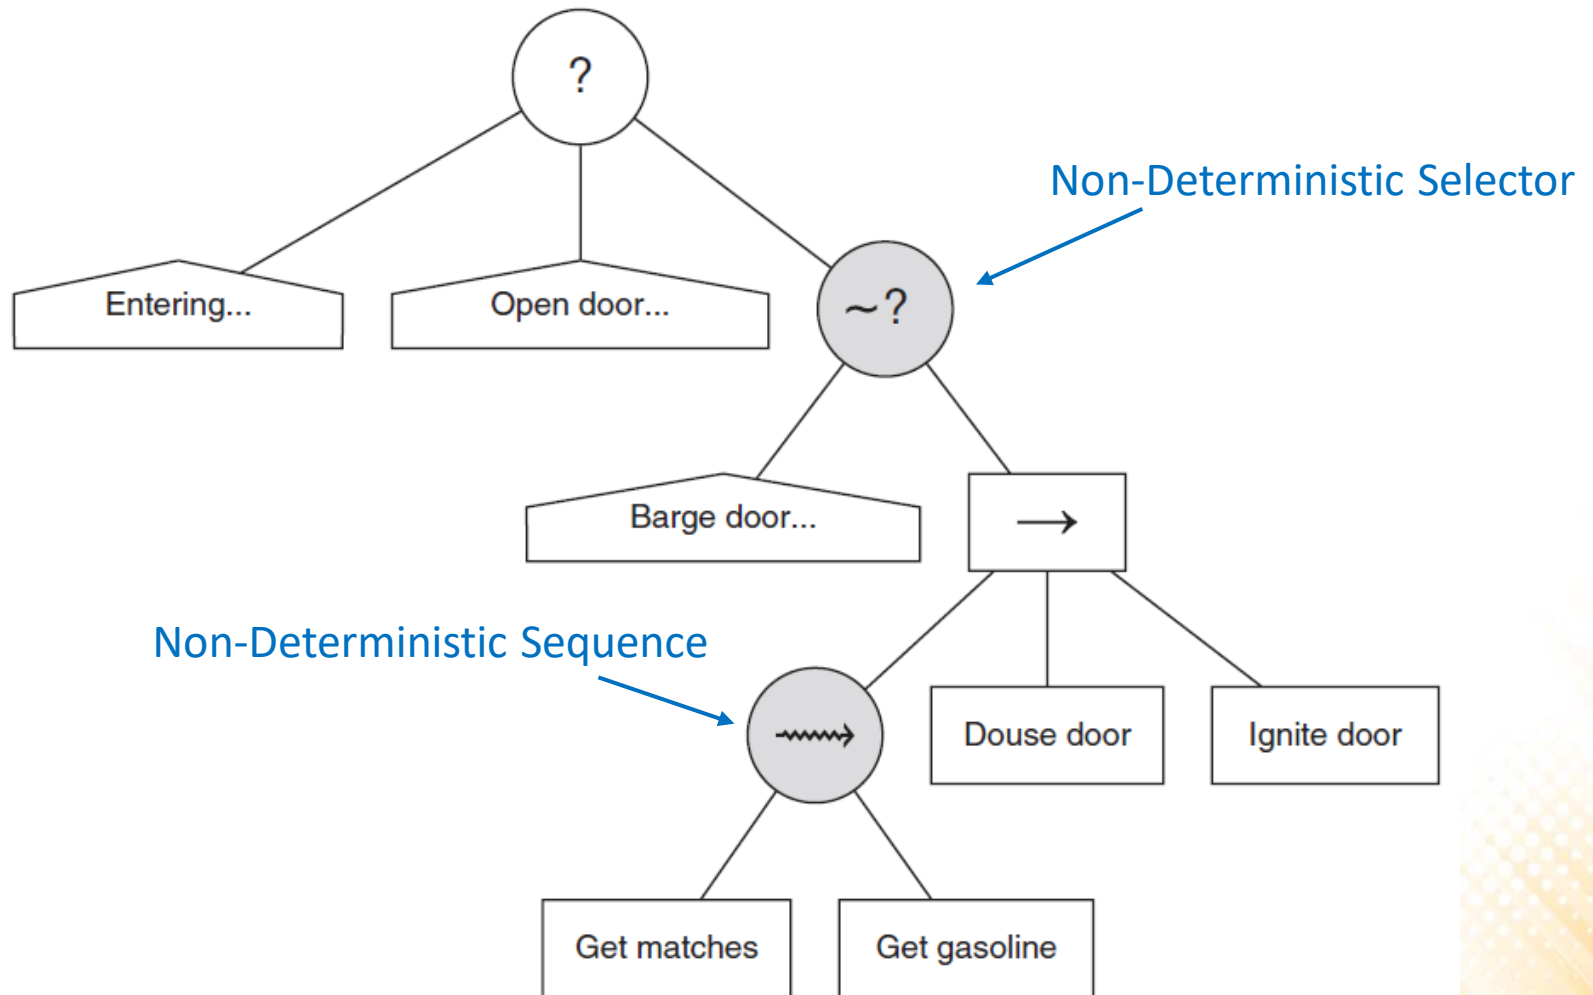 ?
Non-Deterministic Selector
Entering...
Open door...
~?
Barge door...
→
Non-Deterministic Sequence
Douse door
Ignite door
Get matches
Get gasoline